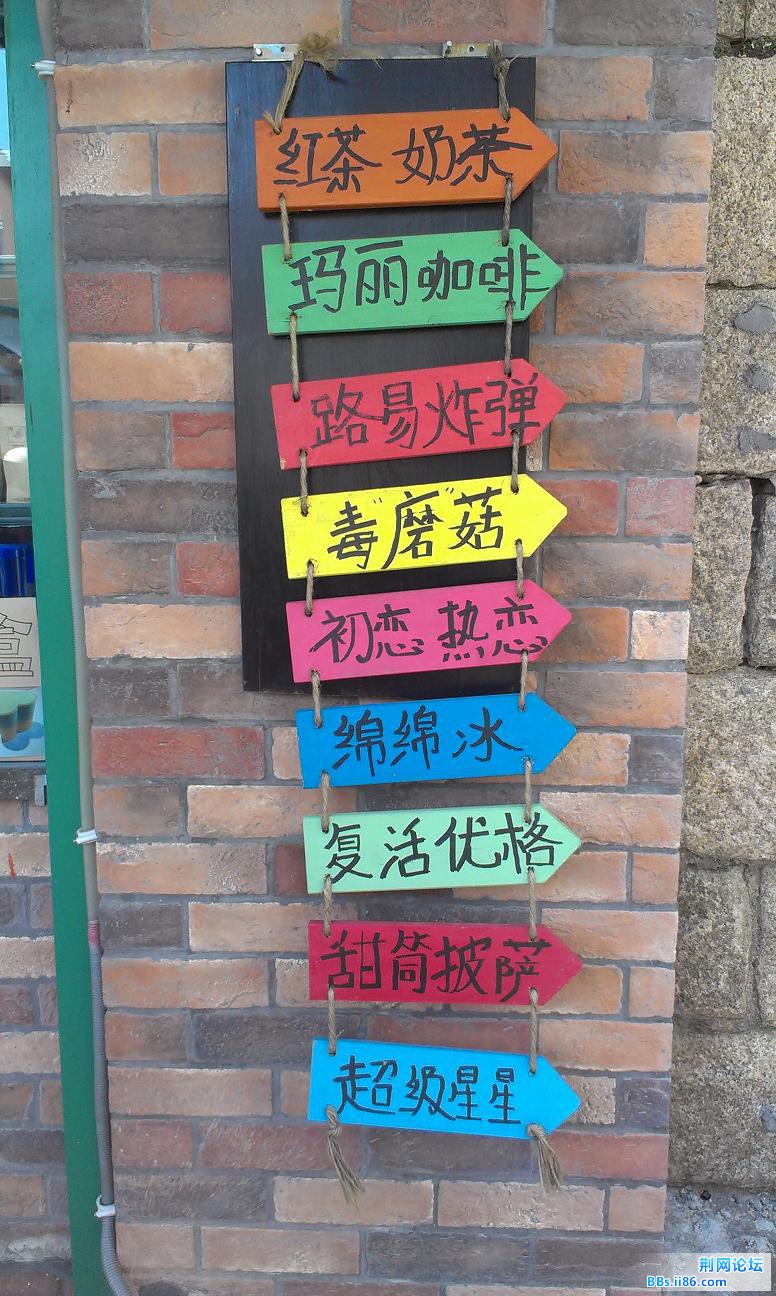 红茶 奶茶
玛丽咖啡
路易炸弹
毒"磨"菇
初恋 热恋
绵绵冰
复活优格
甜筒披萨
超级星星
荆网论坛
BBs.ii86.com